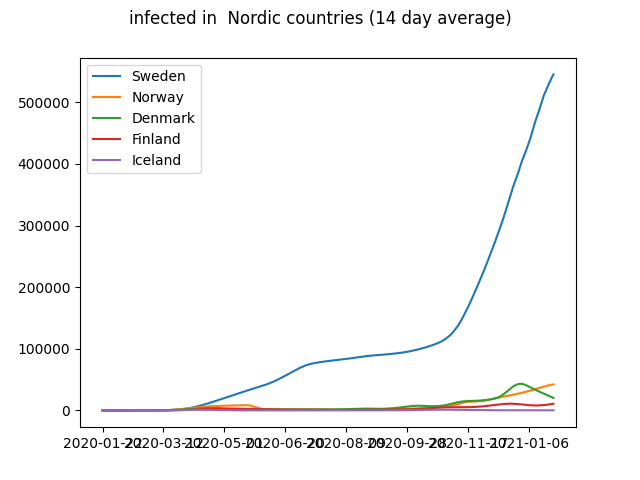 infected in  Nordic countries (14 day average)
Sweden
Norway
Denmark
Finland
Iceland
500000
400000
300000
200000
100000
0
2020-01-22 2020-03-12 2020-05-01 2020-06-20 2020-08-09 2020-09-28 2020-11-17 2021-01-06